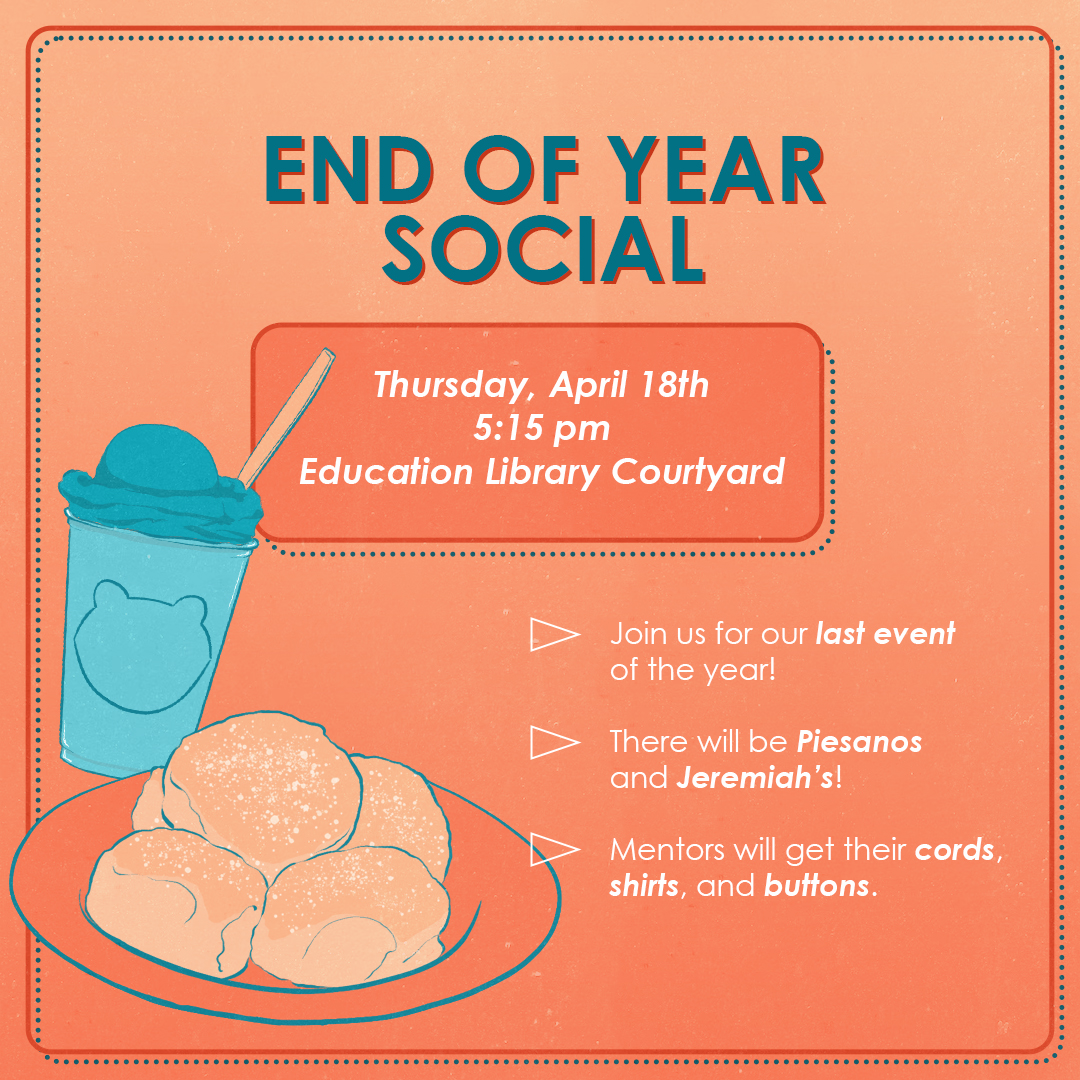 END OF YEAR
SOCIAL
Thursday, April 18th
5:15 pm
Education Library Courtyard
Join us for our last event
of the year!
There will be Piesanos
and Jeremiah's!
Mentors will get their cords,
shirts, and buttons.